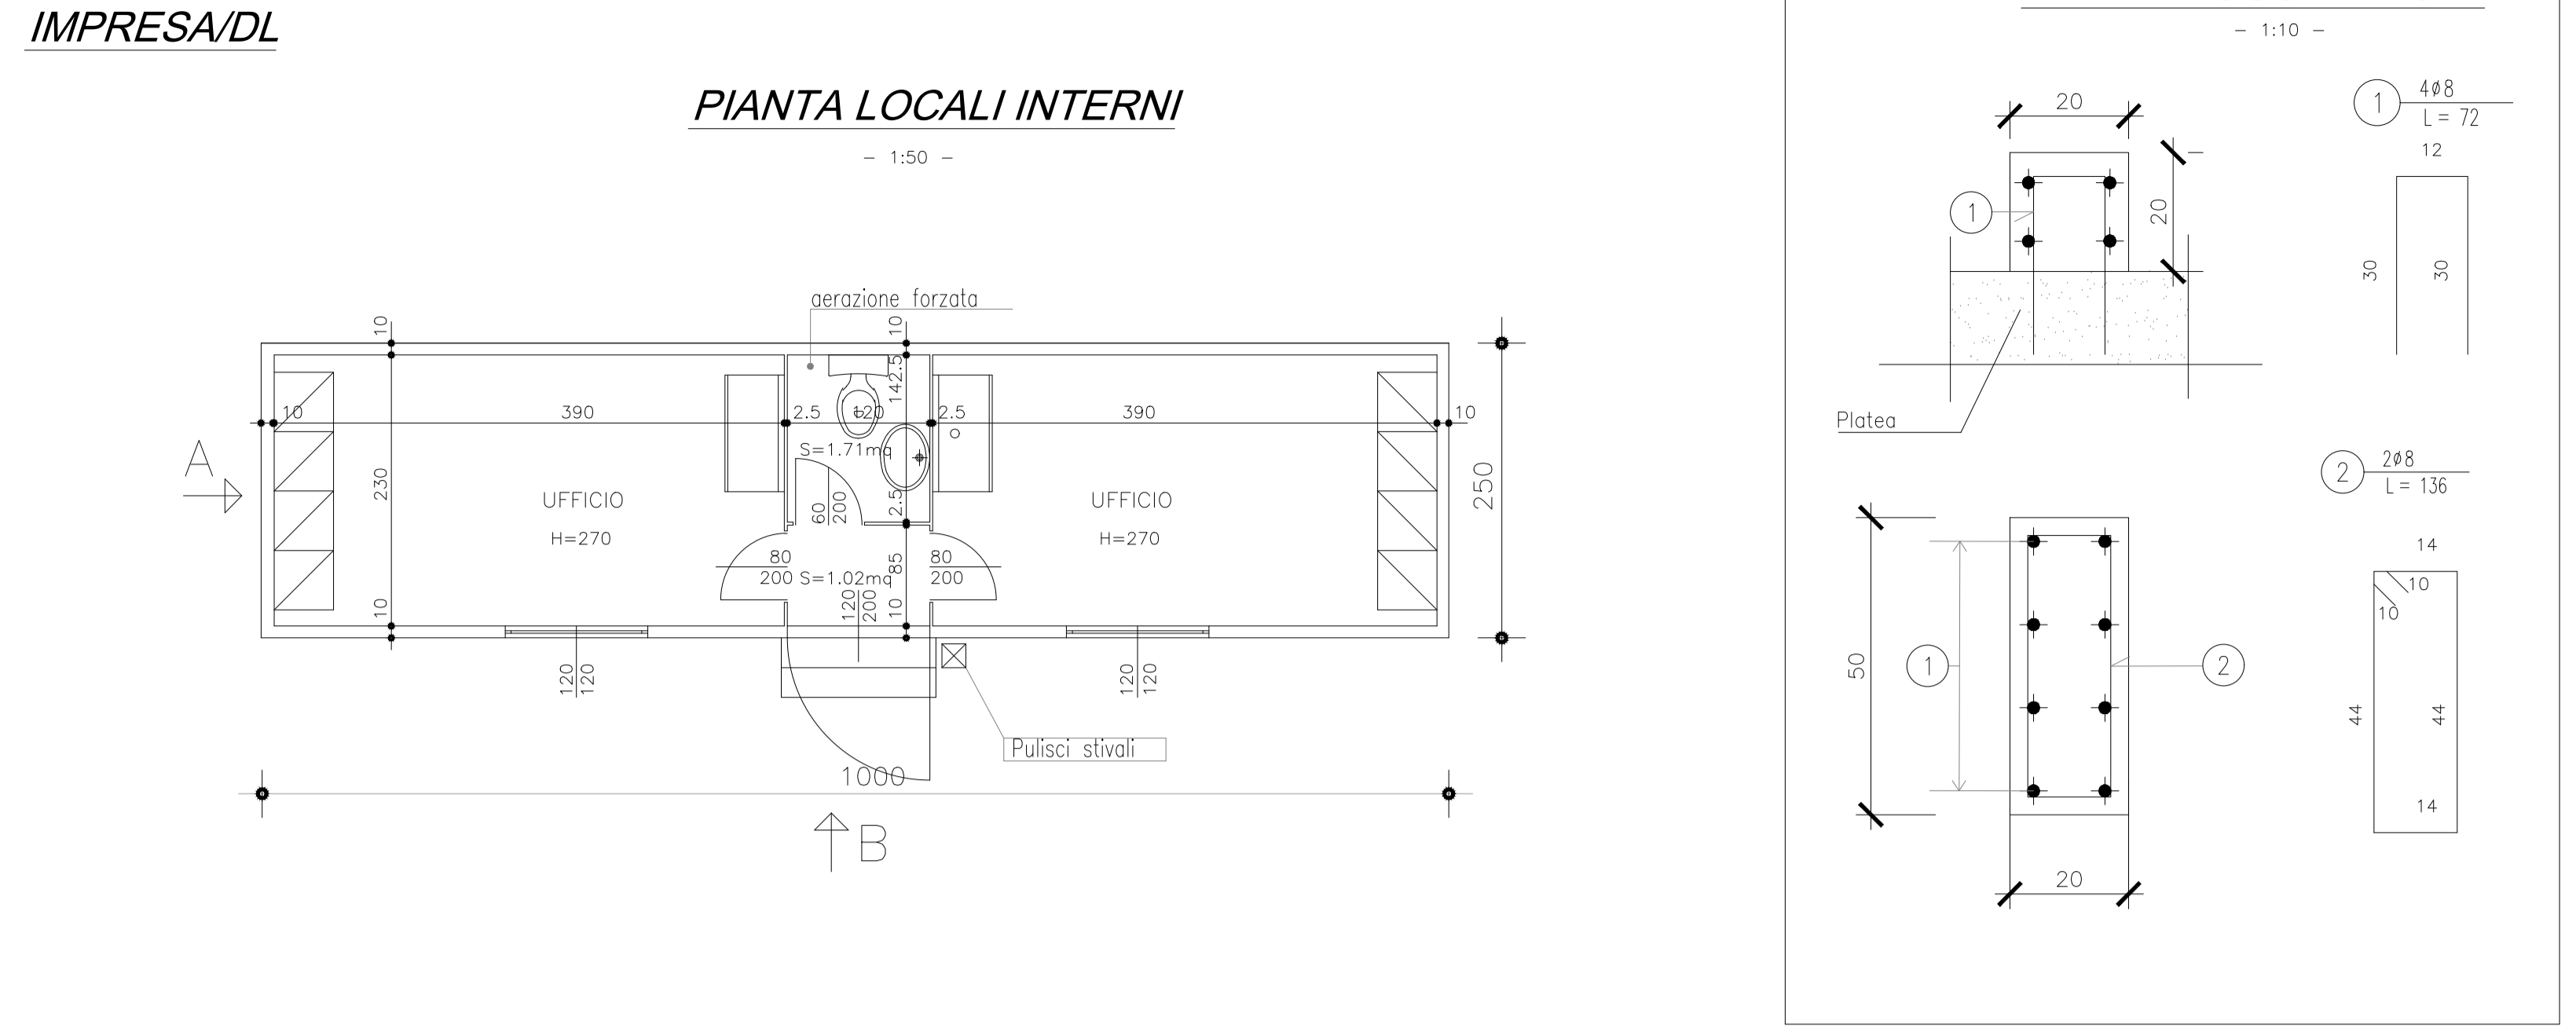 IMPRESA/DL
PIANTA LOCALI INTERNI
- 1:50 -
aerazione forzata
10
10
142.5
10
390
2.5
120
2.5
390
10
S=1.71mq
A
230
UFFICIO
H=270
60
200
2.5
UFFICIO
H=270
250
80
200
S=1.02mq
85
80
200
10
120
200
10
120
120
120
120
Pulisci stivali
1000
B
- 1:10 -
20
1
4ø8
L= 72
12
1
20
30
30
Platea
2
2ø8
L= 136
50
1
2
14
10
10
44
44
14
20